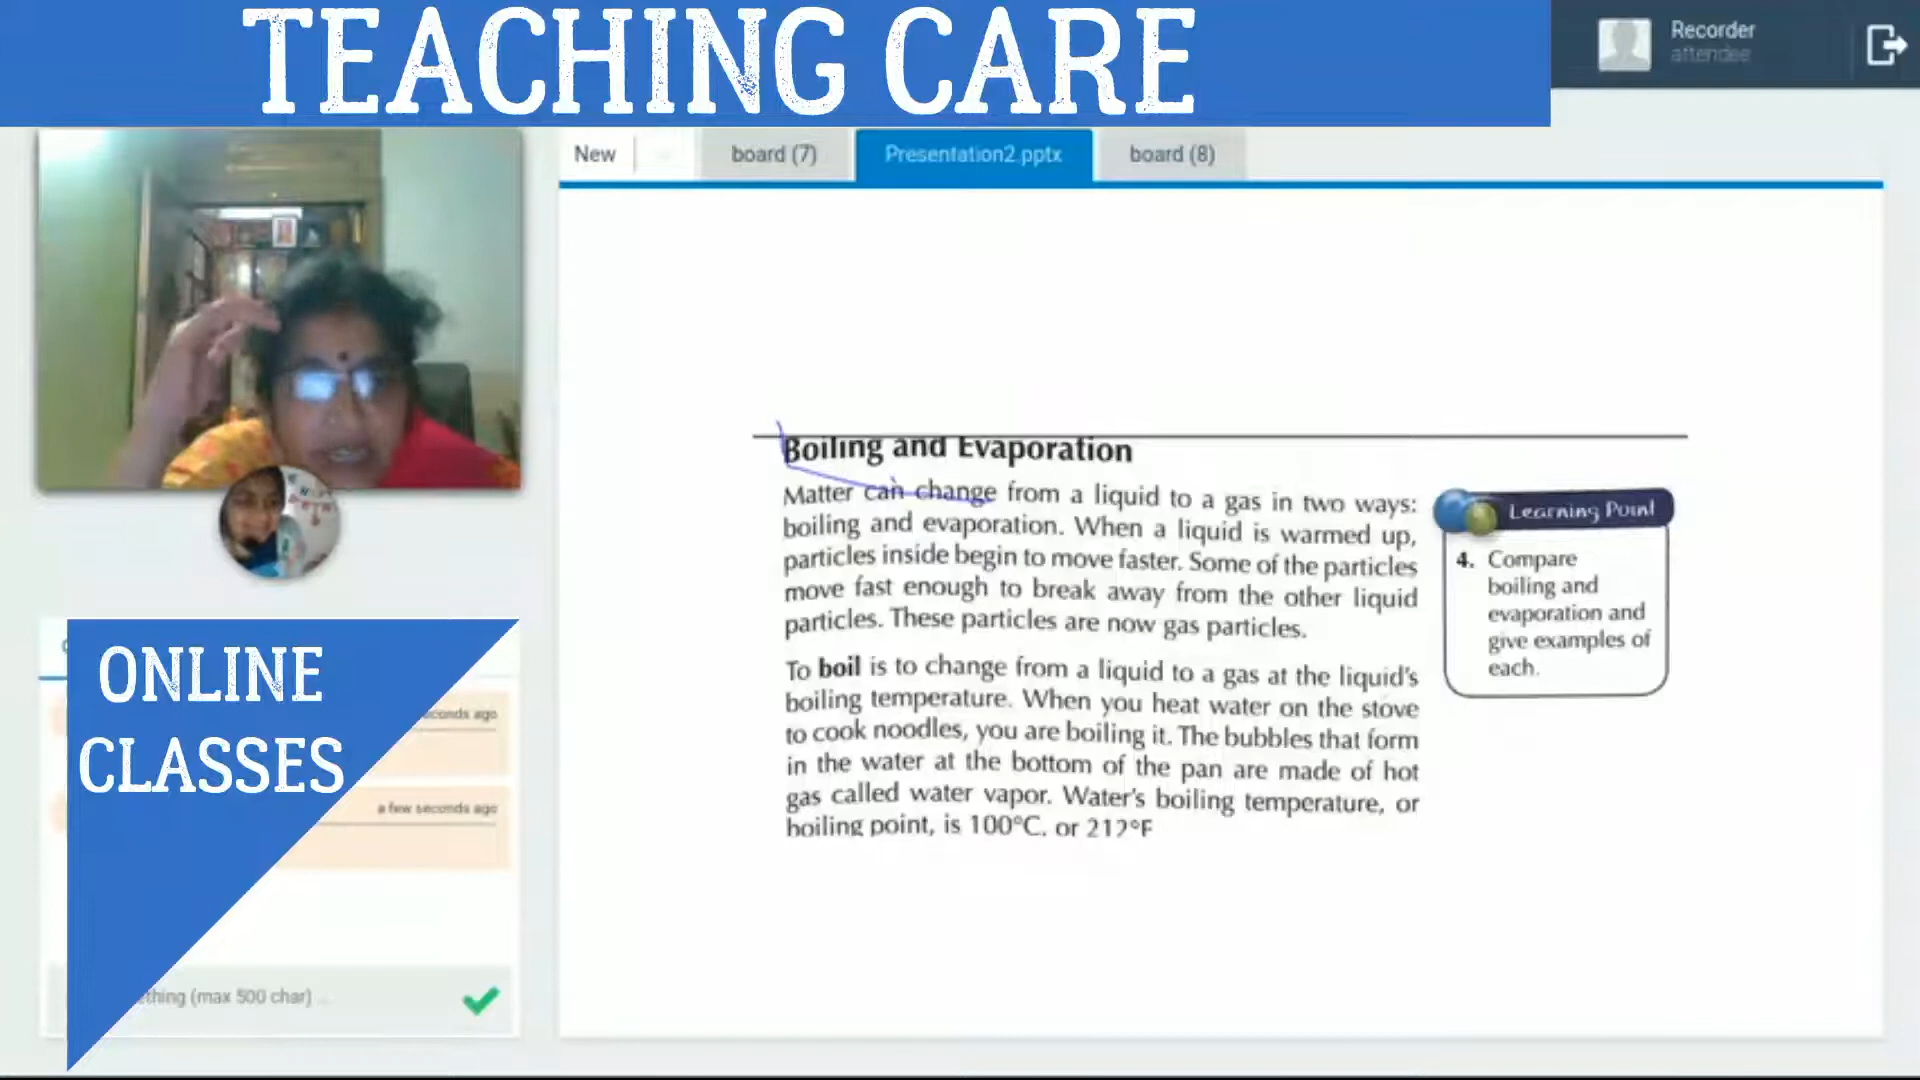 TEACHING CARE
Recorder
attendee
New
board (7)
Presentation2.pptx
board (8)
Boiling and Evaporation
Matter can change from a liquid to a gas in two ways:
boiling and evaporation. When a liquid is warmed up,
particles inside begin to move faster. Some of the particles
move fast enough to break away from the other liquid
particles. These particles are now gas particles.
To boil is to change from a liquid to a gas at the liquid's
boiling temperature. When you heat water on the stove
to cook noodles, you are boiling it. The bubbles that form
in the water at the bottom of the pan are made of hot
gas called water vapor. Water's boiling temperature, or
boiling point, is 100°C, or 212°F
Learning Point
4. Compare
boiling and
evaporation and
give examples of
each.
ONLINE
CLASSES
seconds ago
a few seconds ago
(max 500 char) ...